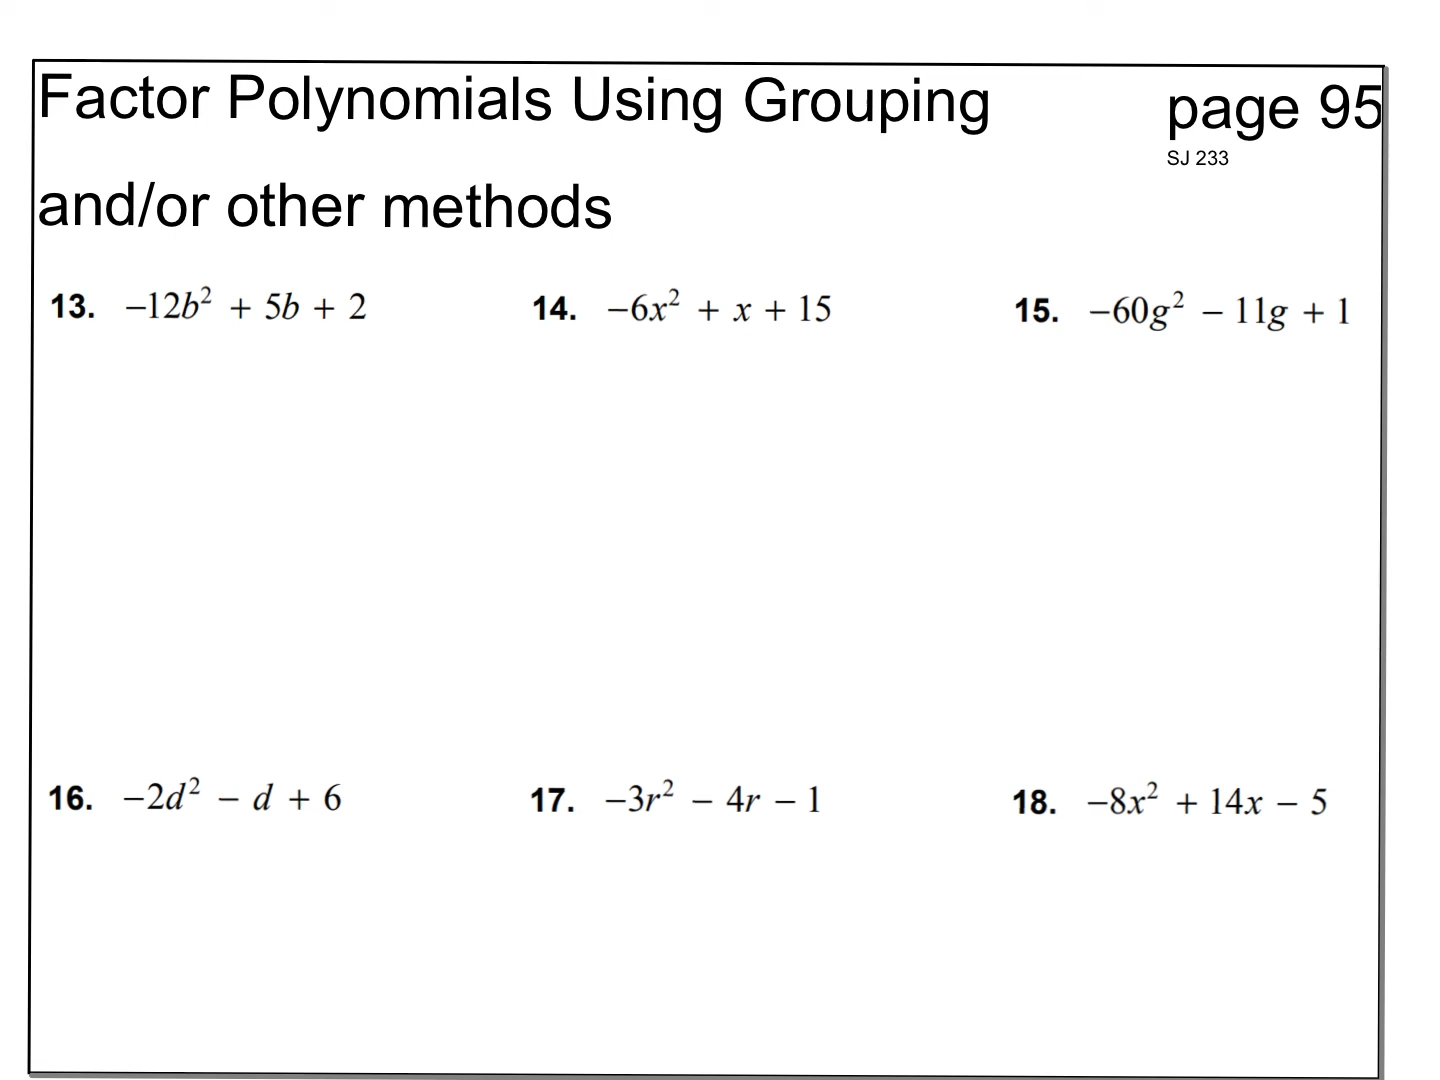 Factor Polynomials Using Grouping page 95
SJ 233
and/or other methods
13. −12b² + 5b + 2 14. −6x² + x + 15 15. −60g² − 11g + 1
16. −2d² − d + 6 17. −3r² − 4r − 1 18. −8x² + 14x − 5